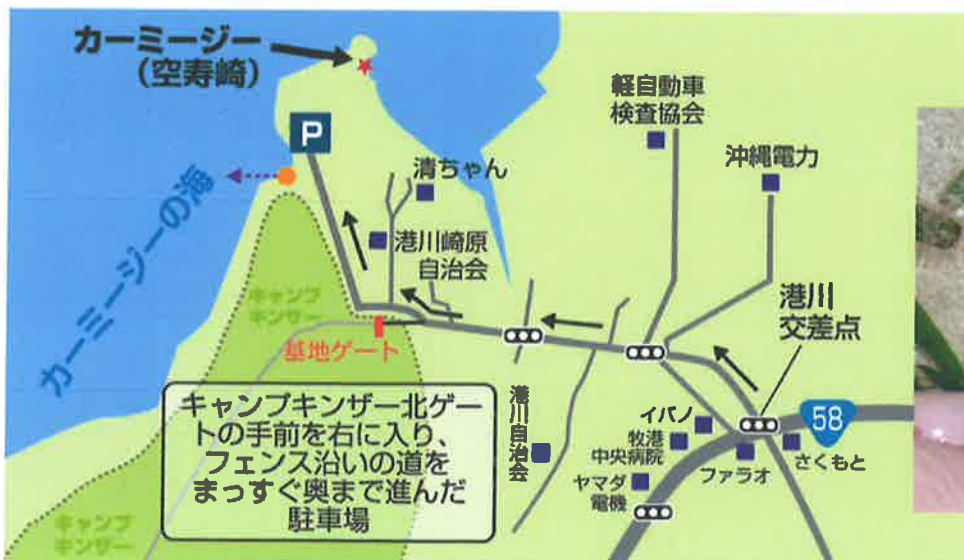 カーミージー
(空寿崎)
P
軽自動車
検査協会
沖縄電力
清ちゃん
カーミージーの海
港川崎原
自治会
キャンプ
キンザー
基地ゲート
港川
交差点
キャンプキンザー北ゲー
トの手前を右に入り、
フェンス沿いの道を
まっすぐ奥まで進んだ
駐車場
港川自治会
イバノ
58
牧港
中央病院
ファラオ
さくもと
ヤマダ
電機
キャンプ
キンザー